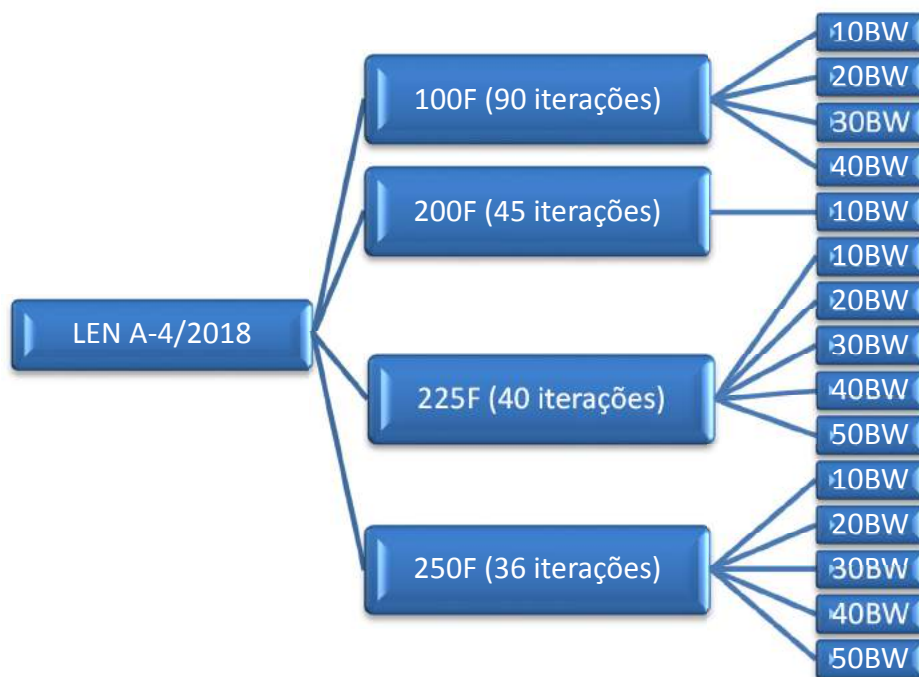 LEN A-4/2018
100F (90 iterações)
10BW
20BW
30BW
40BW
200F (45 iterações)
10BW
225F (40 iterações)
10BW
20BW
30BW
40BW
50BW
250F (36 iterações)
10BW
20BW
30BW
40BW
50BW